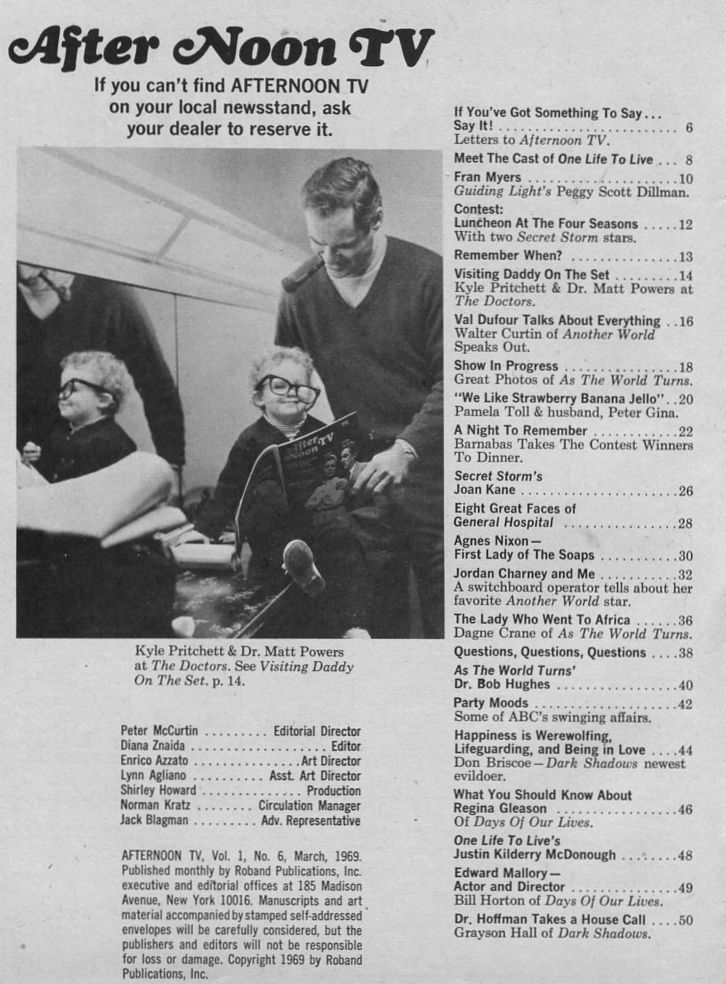 After Noon TV
If you can't find AFTERNOON TV
on your local newsstand, ask
your dealer to reserve it.
After
Noon TV
Kyle Pritchett & Dr. Matt Powers
at The Doctors. See Visiting Daddy
On The Set. p. 14.
Peter McCurtin ......... Editorial Director
Diana Znaida ................... Editor
Enrico Azzato ............... Art Director
Lynn Agliano .......... Asst. Art Director
Shirley Howard .............. Production
Norman Kratz ........ Circulation Manager
Jack Blagman ......... Adv. Representative
AFTERNOON TV, Vol. 1, No. 6, March, 1969.
Published monthly by Roband Publications, Inc.
executive and editorial offices at 185 Madison
Avenue, New York 10016. Manuscripts and art
material accompanied by stamped self-addressed
envelopes will be carefully considered, but the
publishers and editors will not be responsible
for loss or damage. Copyright 1969 by Roband
Publications, Inc.
If You've Got Something To Say...
Say It! ........................ 6
Letters to Afternoon TV.
Meet The Cast of One Life To Live ... 8
Fran Myers .....................10
Guiding Light's Peggy Scott Dillman.
Contest:
Luncheon At The Four Seasons .....12
With two Secret Storm stars.
Remember When? ...............13
Visiting Daddy On The Set .........14
Kyle Pritchett & Dr. Matt Powers at
The Doctors.
Val Dufour Talks About Everything ..16
Walter Curtin of Another World
Speaks Out.
Show In Progress ................18
Great Photos of As The World Turns.
"We Like Strawberry Banana Jello"..20
Pamela Toll & husband, Peter Gina.
A Night To Remember ............22
Barnabas Takes The Contest Winners
To Dinner.
Secret Storm's
Joan Kane ......................26
Eight Great Faces of
General Hospital ................28
Agnes Nixon—
First Lady of The Soaps ...........30
Jordan Charney and Me ...........32
A switchboard operator tells about her
favorite Another World star.
The Lady Who Went To Africa ......36
Dagne Crane of As The World Turns.
Questions, Questions, Questions ....38
As The World Turns'
Dr. Bob Hughes .................40
Party Moods ....................42
Some of ABC's swinging affairs.
Happiness is Werewolfing,
Lifeguarding, and Being in Love ....44
Don Briscoe—Dark Shadows newest
evildoer.
What You Should Know About
Regina Gleason .................46
Of Days Of Our Lives.
One Life To Live's
Justin Kilderry McDonough ........48
Edward Mallory—
Actor and Director ...............49
Bill Horton of Days Of Our Lives.
Dr. Hoffman Takes a House Call ....50
Grayson Hall of Dark Shadows.